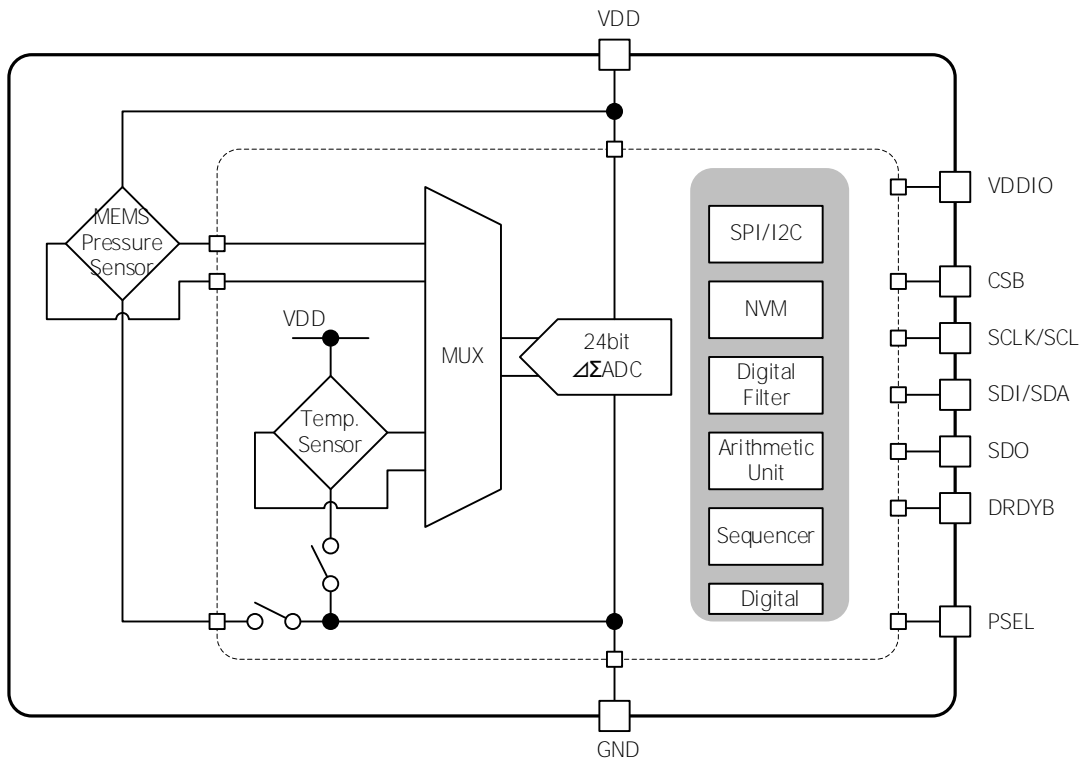 VDD
VDDIO
MEMS
Pressure
Sensor
SPI/I2C
CSB
NVM
VDD
SCLK/SCL
MUX
24bit
ΔΣADC
Digital
Filter
SDI/SDA
Temp.
Sensor
Arithmetic
Unit
SDO
DRDYB
Sequencer
Digital
PSEL
GND